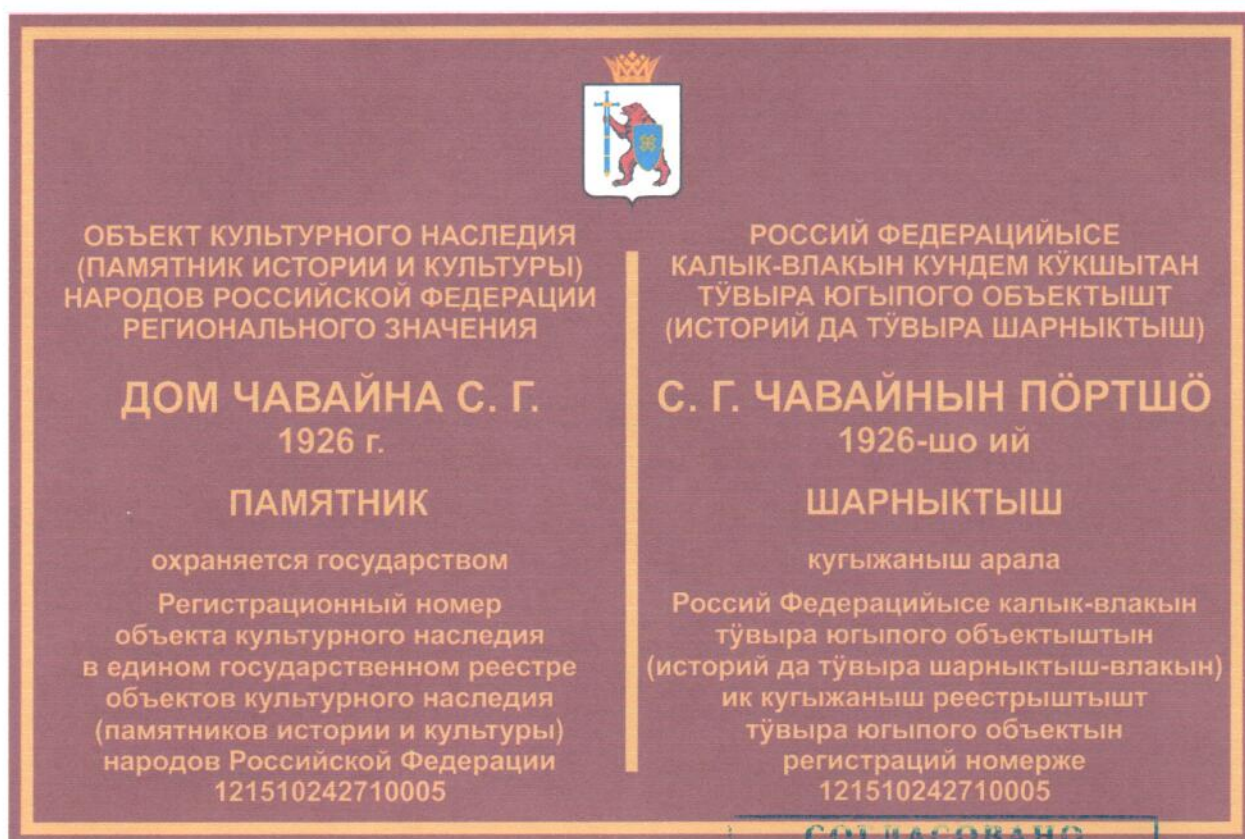 ОБЪЕКТ КУЛЬТУРНОГО НАСЛЕДИЯ
(ПАМЯТНИК ИСТОРИИ И КУЛЬТУРЫ)
НАРОДОВ РОССИЙСКОЙ ФЕДЕРАЦИИ
РЕГИОНАЛЬНОГО ЗНАЧЕНИЯ
ДОМ ЧАВАЙНА С. Г.
1926 г.
ПАМЯТНИК
охраняется государством
Регистрационный номер
объекта культурного наследия
в едином государственном реестре
объектов культурного наследия
(памятников истории и культуры)
народов Российской Федерации
121510242710005
РОССИЙ ФЕДЕРАЦИЙЫСЕ
КАЛЫК-ВЛАКЫН КУНДЕМ КӰКШЫТАН
ТӰВЫРА ЮГЫПОГО ОБЪЕКТЫШТ
(ИСТОРИЙ ДА ТӰВЫРА ШАРНЫКТЫШ)
С. Г. ЧАВАЙНЫН ПӦРТШӦ
1926-шо ий
ШАРНЫКТЫШ
кугыжаныш арала
Россий Федерацийысе калык-влакын
тӱвыра югыпого объектыштын
(историй да тӱвыра шарныктыш-влакын)
ик кугыжаныш реестрыштышт
тӱвыра югыпого объектын
регистраций номерже
121510242710005
СОГЛАСОВАНО